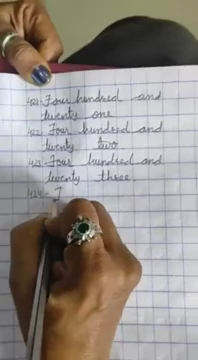 421- Four hundred and
twenty one
422- Four hundred and
twenty two
423- Four hundred and
twenty three
424- F